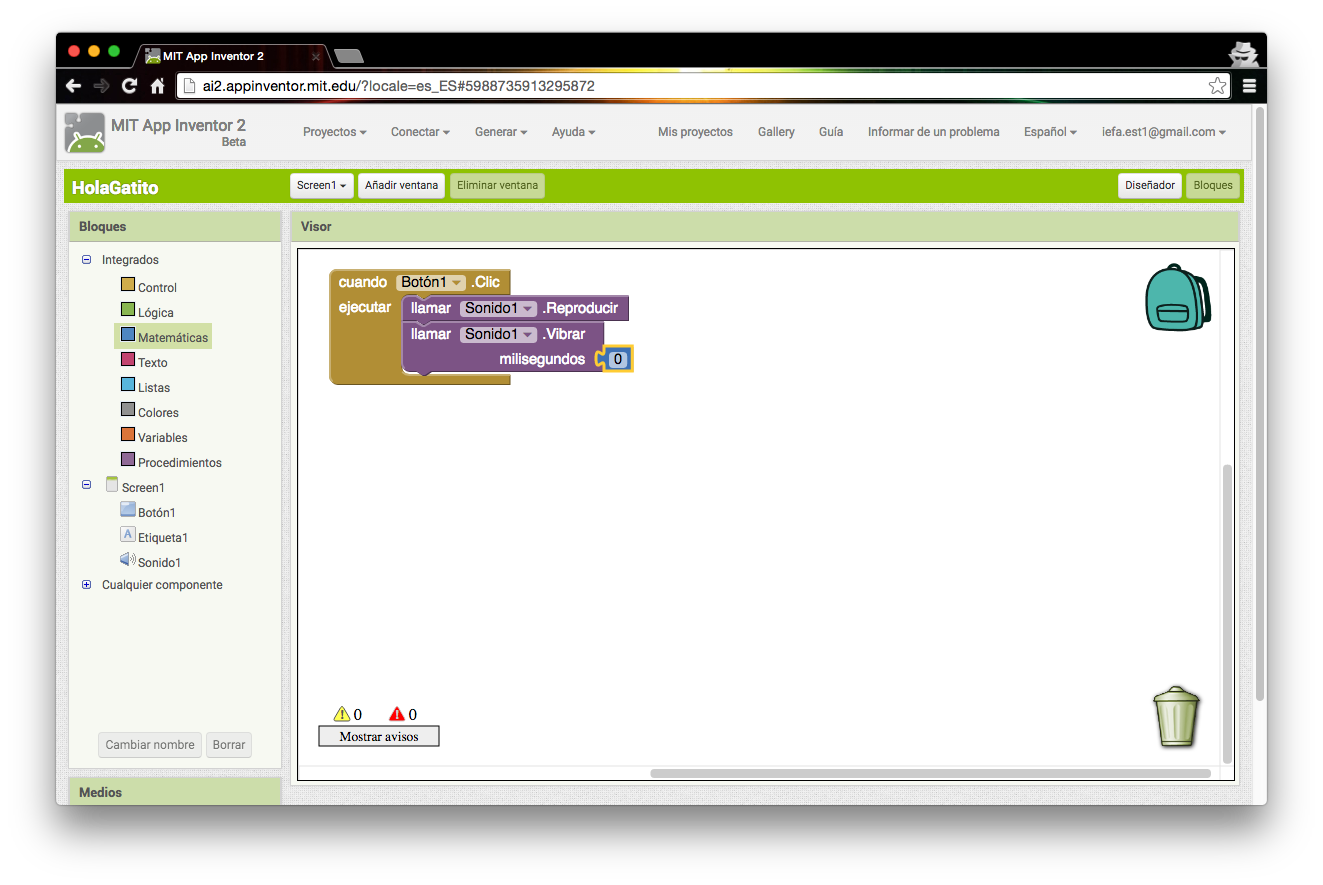 MIT App Inventor 2
ai2.appinventor.mit.edu/?locale=es_ES#5988735913295872
MIT App Inventor 2
Beta
Proyectos Conectar Generar Ayuda Mis proyectos Gallery Guía Informar de un problema Español iefa.est1@gmail.com
HolaGatito Screen1 Añadir ventana Eliminar ventana Diseñador Bloques
Bloques
Integrados
Control
Lógica
Matemáticas
Texto
Listas
Colores
Variables
Procedimientos
Screen1
Botón1
A Etiqueta1
Sonido1
Cualquier componente
Cambiar nombre Borrar
Medios
Visor
cuando Botón1 .Clic
ejecutar llamar Sonido1 .Reproducir
llamar Sonido1 .Vibrar
milisegundos 0
0 0
Mostrar avisos